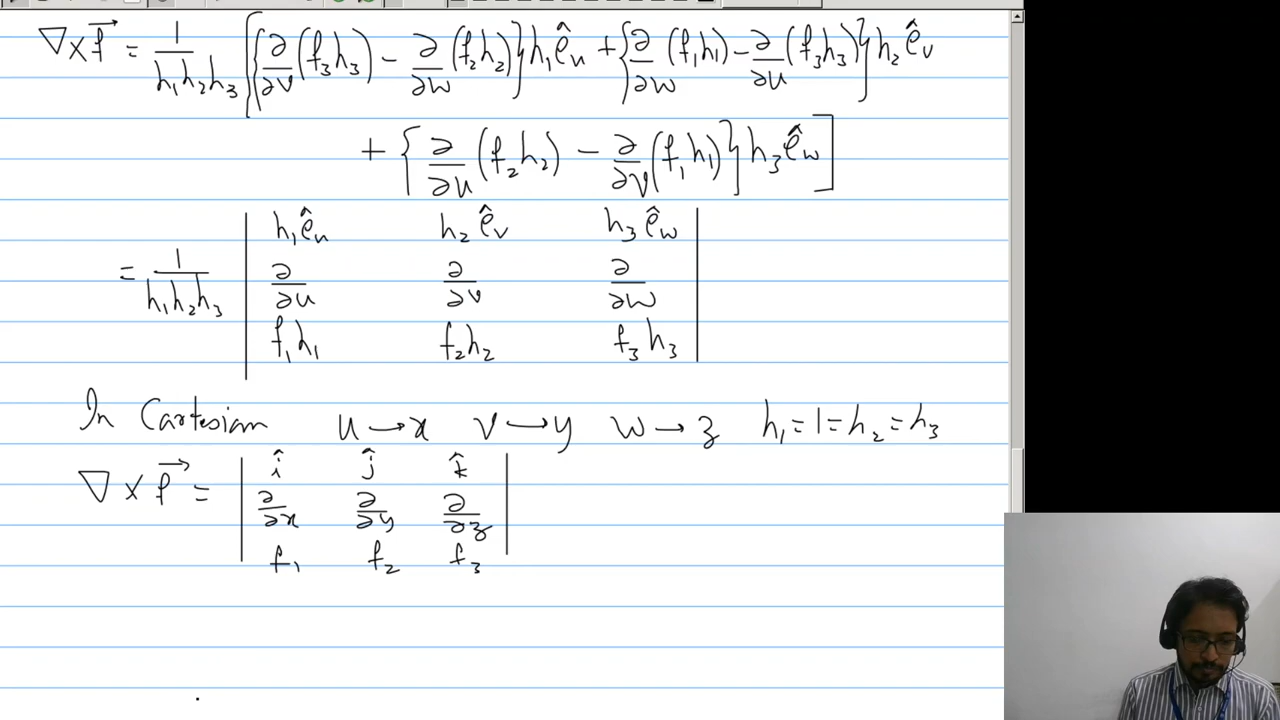 ∇×f⃗ = 1/(h₁h₂h₃) [{∂/∂v (f₃h₃) − ∂/∂w (f₂h₂)} h₁ê_u + {∂/∂w (f₁h₁) − ∂/∂u (f₃h₃)} h₂ê_v
+ {∂/∂u (f₂h₂) − ∂/∂v (f₁h₁)} h₃ê_w]
= 1/(h₁h₂h₃) | h₁ê_u h₂ê_v h₃ê_w |
| ∂/∂u ∂/∂v ∂/∂w |
| f₁h₁ f₂h₂ f₃h₃ |
In Cartesian u → x v → y w → z h₁ = 1 = h₂ = h₃
∇×f⃗ = | î ĵ k̂ |
| ∂/∂x ∂/∂y ∂/∂z |
| f₁ f₂ f₃ |